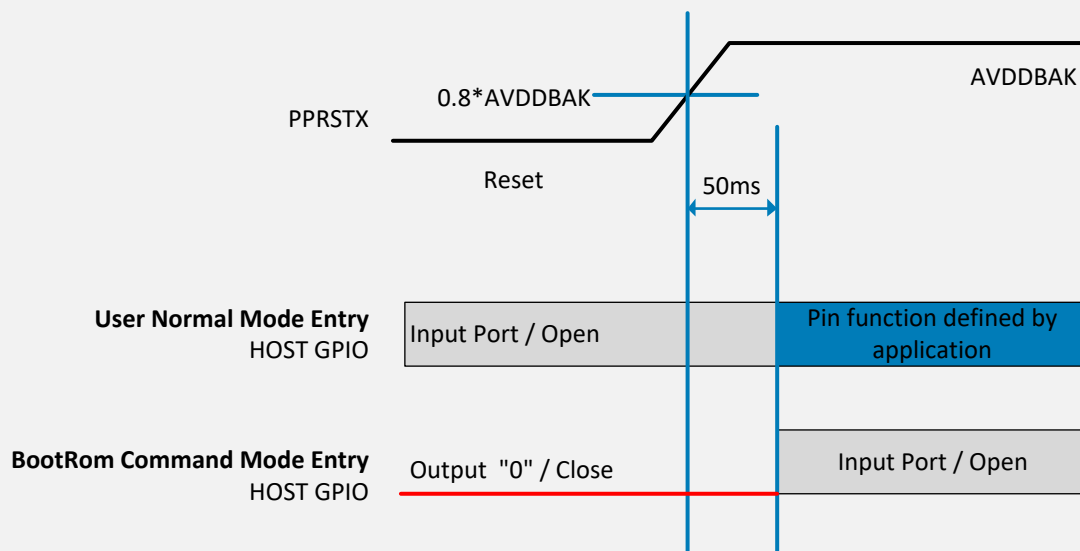 AVDDBAK
0.8*AVDDBAK
PPRSTX
Reset
50ms
User Normal Mode Entry
HOST GPIO
Input Port / Open
Pin function defined by
application
BootRom Command Mode Entry
HOST GPIO
Output "0" / Close
Input Port / Open